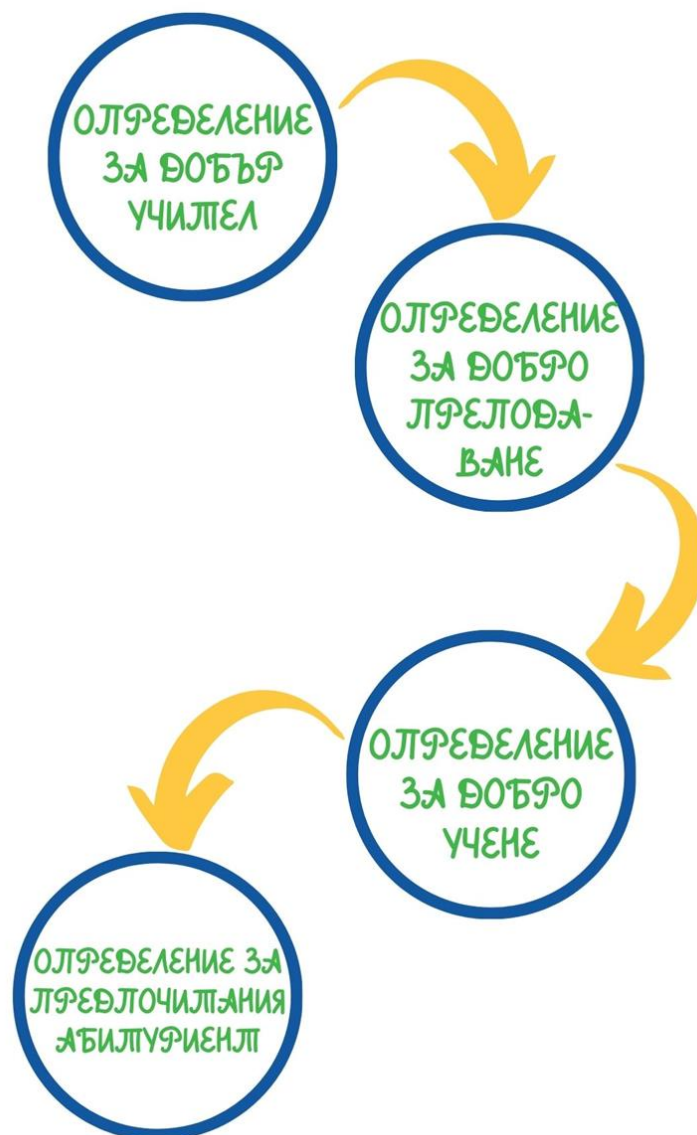 ОПРЕДЕЛЕНИЕ
ЗА ДОБЪР
УЧИТЕЛ
ОПРЕДЕЛЕНИЕ
ЗА ДОБРО
ПРЕПОДА-
ВАНЕ
ОПРЕДЕЛЕНИЕ
ЗА ДОБРО
УЧЕНЕ
ОПРЕДЕЛЕНИЕ ЗА
ПРЕДПОЧИТАНИЯ
АБИТУРИЕНТ